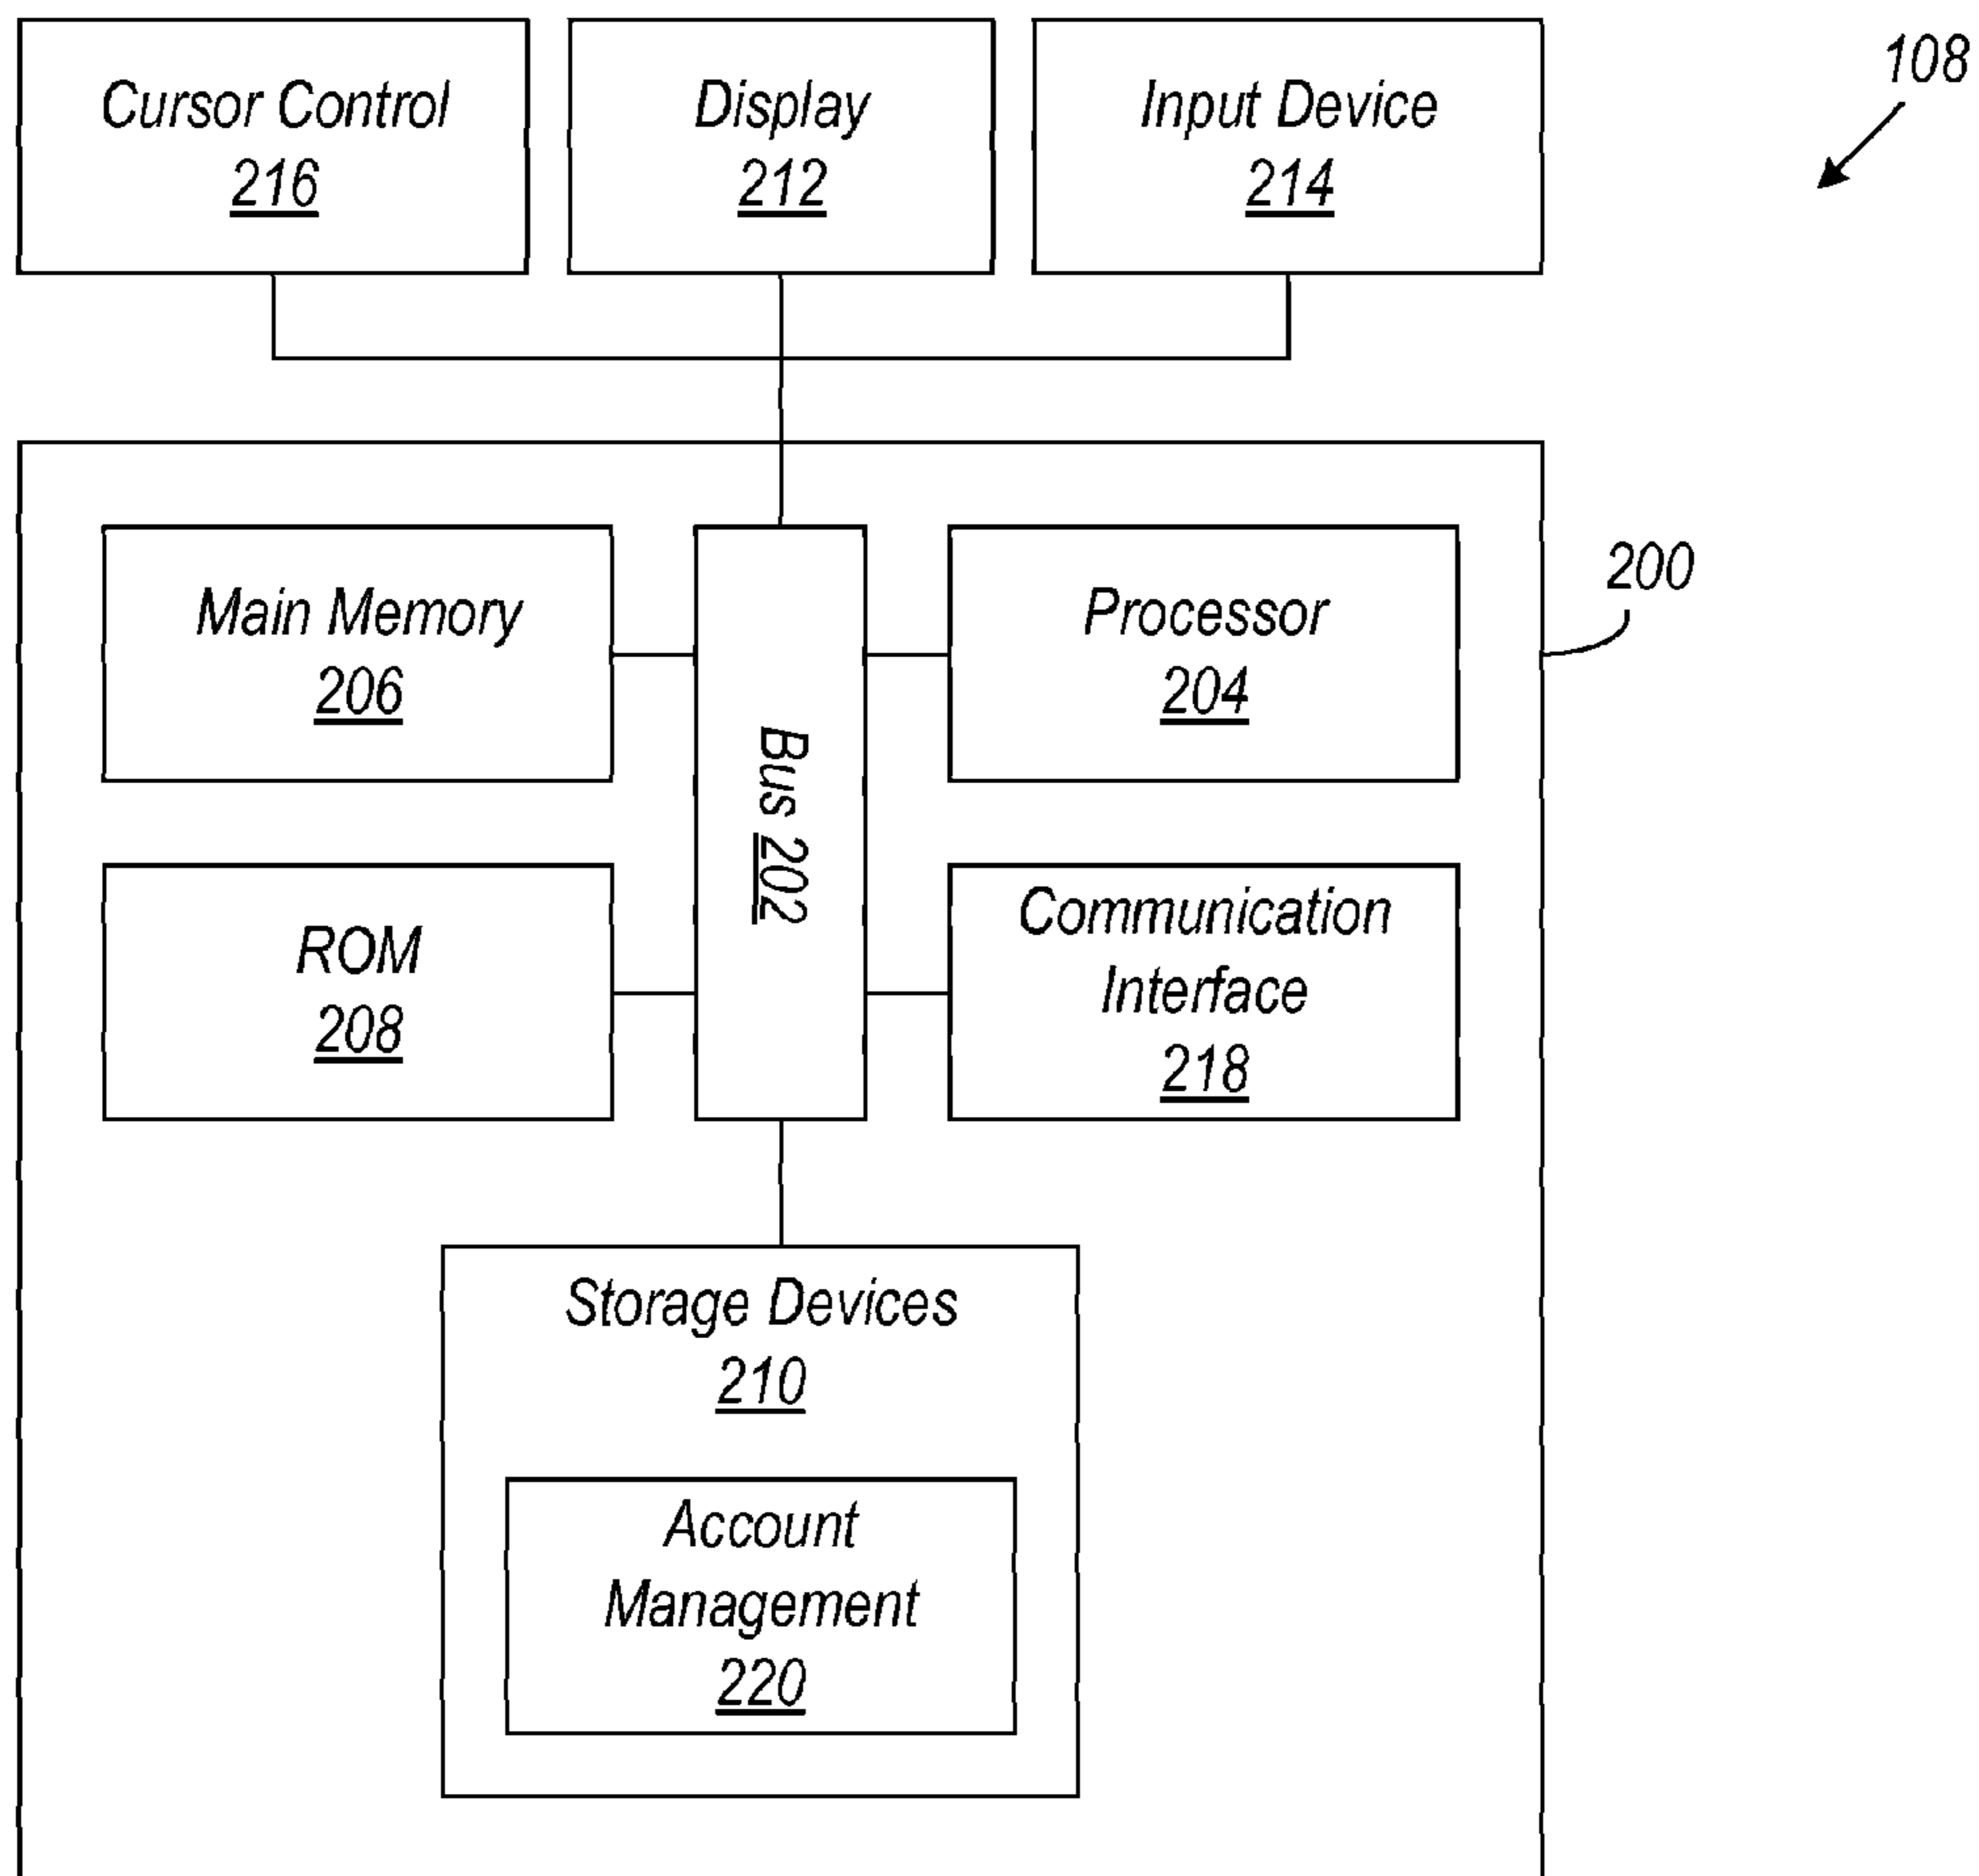 Cursor Control
216
Display
212
Input Device
214
108
200
Main Memory
206
Processor
204
Bus 202
ROM
208
Communication
Interface
218
Storage Devices
210
Account
Management
220